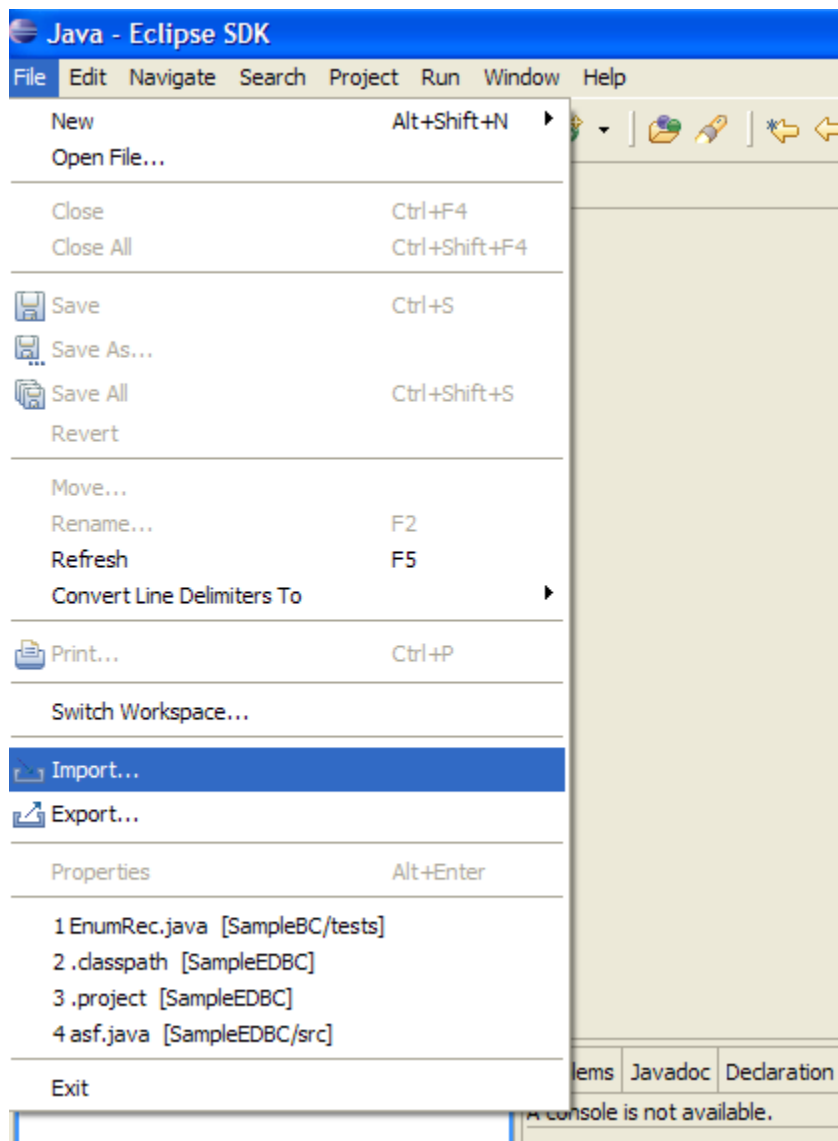 Java - Eclipse SDK
File Edit Navigate Search Project Run Window Help
New Alt+Shift+N
Open File...
Close Ctrl+F4
Close All Ctrl+Shift+F4
Save Ctrl+S
Save As...
Save All Ctrl+Shift+S
Revert
Move...
Rename... F2
Refresh F5
Convert Line Delimiters To
Print... Ctrl+P
Switch Workspace...
Import...
Export...
Properties Alt+Enter
1 EnumRec.java [SampleBC/tests]
2 .classpath [SampleEDBC]
3 .project [SampleEDBC]
4 asf.java [SampleEDBC/src]
Exit
lems Javadoc Declaration
A console is not available.